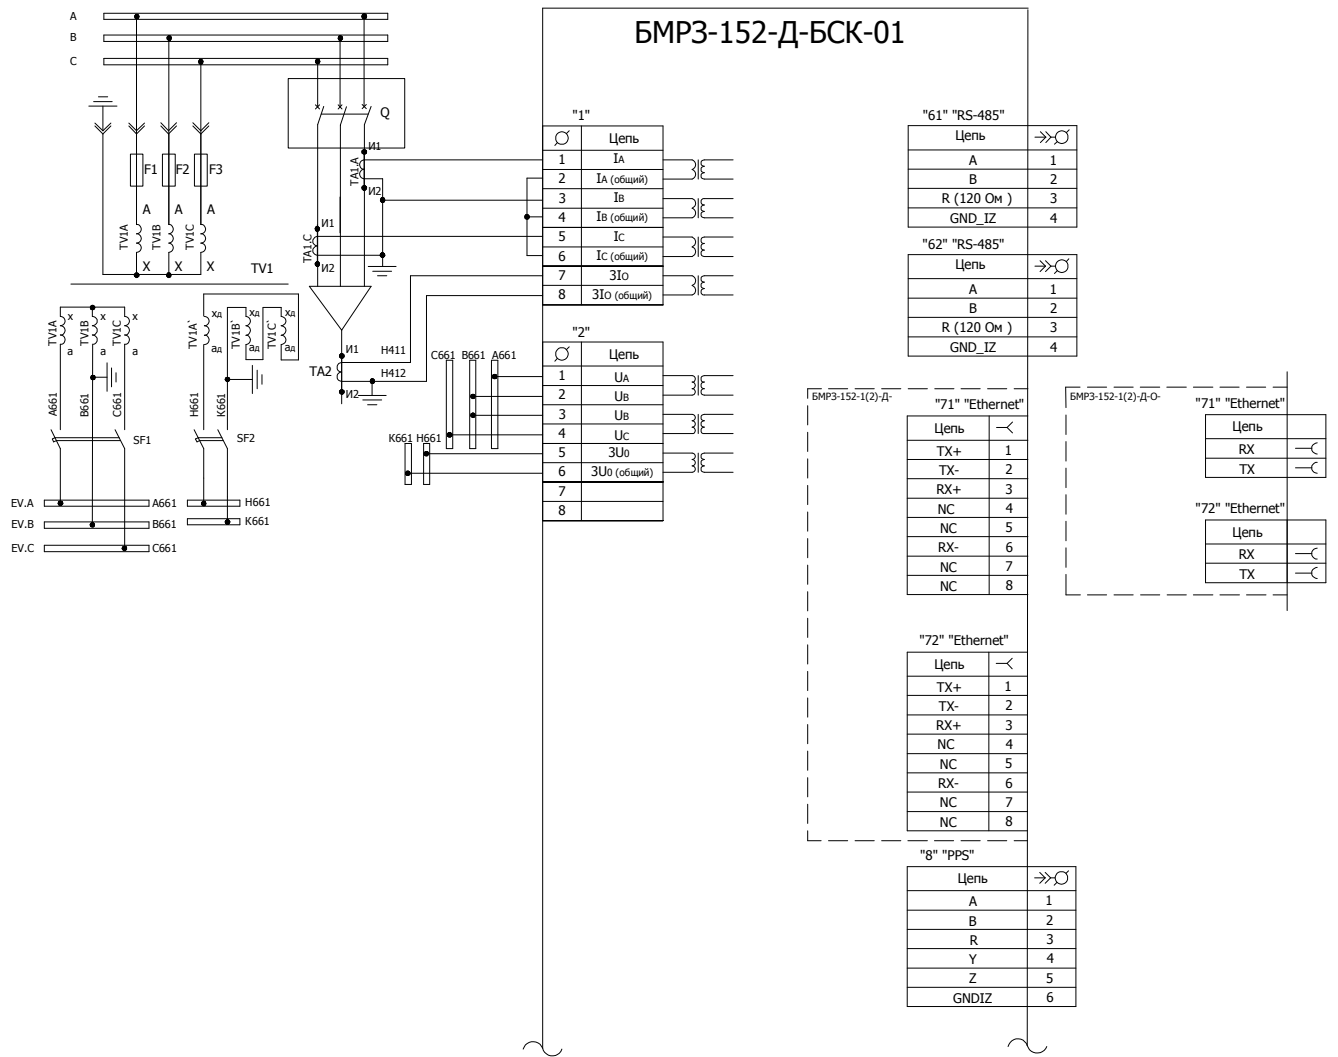 БМРЗ-152-Д-БСК-01
A
B
C
Q
F1
F2
F3
A
A
A
TV1A
TV1B
TV1C
X
X
X
TV1
И1
TA1,A
И2
И1
TA1,C
И2
И1
TA2
И2
H411
H412
TV1A
TV1B
TV1C
x
x
x
a
a
a
TV1A`
TV1B`
TV1C`
xд
xд
xд
aд
aд
aд
A661
B661
C661
H661
K661
SF1
SF2
EV.A
A661
H661
EV.B
B661
K661
EV.C
C661
"1"
Цепь
1 IA
2 IA (общий)
3 IB
4 IB (общий)
5 IC
6 IC (общий)
7 3IO
8 3IO (общий)
"2"
C661 B661 A661
K661 H661
Цепь
1 UA
2 UB
3 UB
4 UC
5 3U0
6 3U0 (общий)
7
8
"61" "RS-485"
Цепь
A 1
B 2
R (120 Ом ) 3
GND_IZ 4
"62" "RS-485"
Цепь
A 1
B 2
R (120 Ом ) 3
GND_IZ 4
БМРЗ-152-1(2)-Д-
"71" "Ethernet"
Цепь
TX+ 1
TX- 2
RX+ 3
NC 4
NC 5
RX- 6
NC 7
NC 8
"72" "Ethernet"
Цепь
TX+ 1
TX- 2
RX+ 3
NC 4
NC 5
RX- 6
NC 7
NC 8
"8" "PPS"
Цепь
A 1
B 2
R 3
Y 4
Z 5
GNDIZ 6
БМРЗ-152-1(2)-Д-О-
"71" "Ethernet"
Цепь
RX
TX
"72" "Ethernet"
Цепь
RX
TX